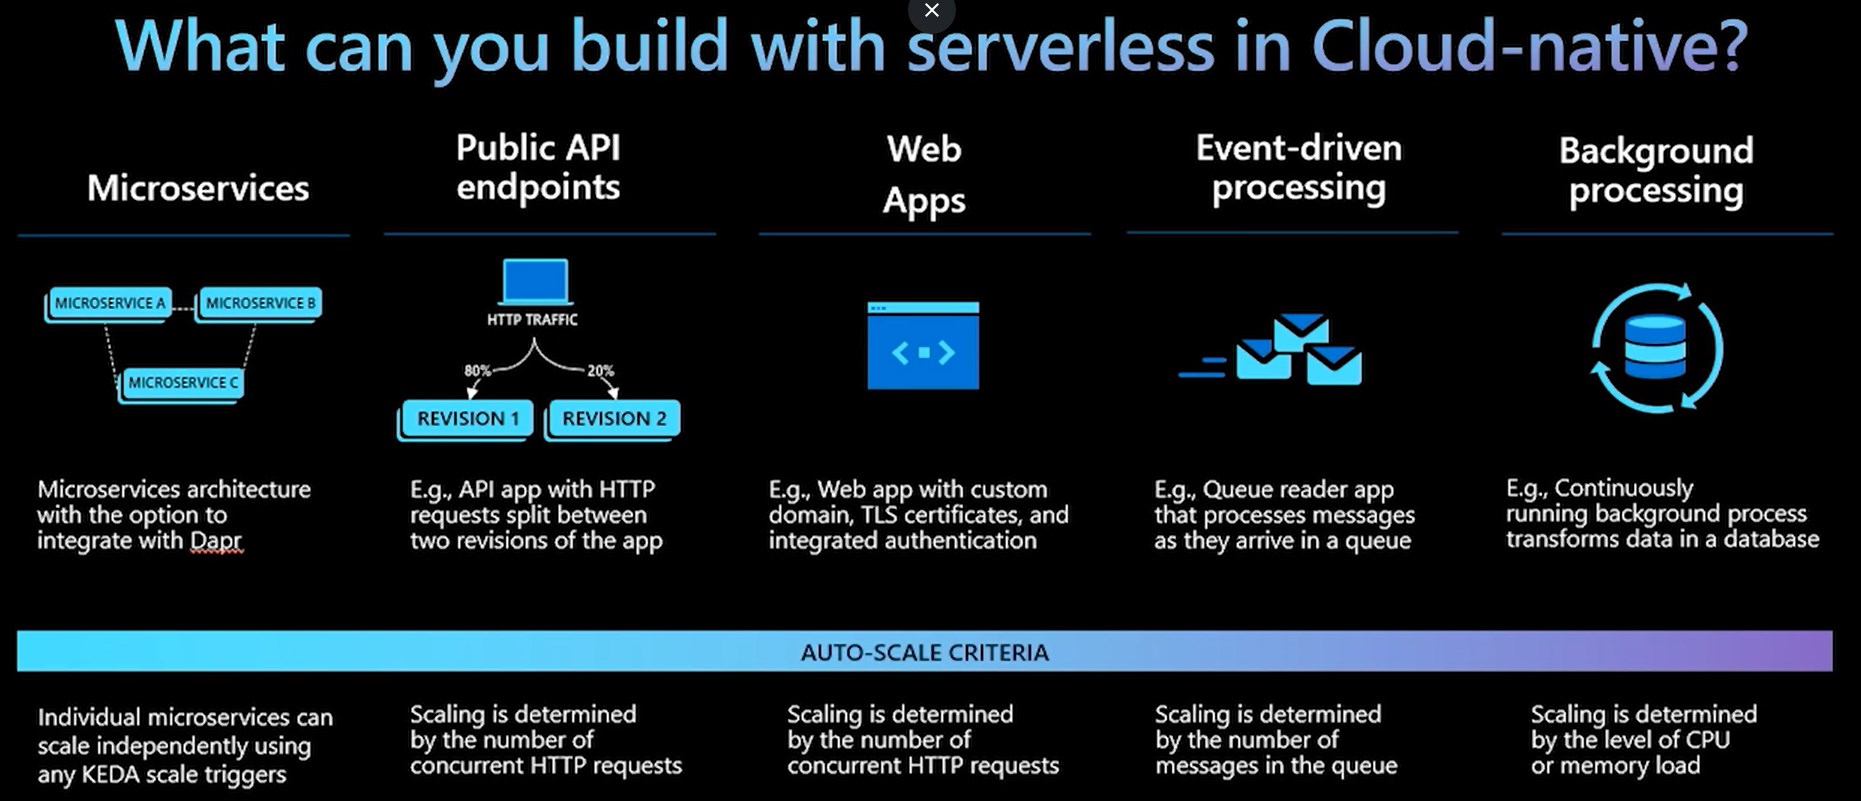 What can you build with serverless in Cloud-native?
Microservices
MICROSERVICE A
MICROSERVICE B
MICROSERVICE C
Microservices architecture
with the option to
integrate with Dapr
Public API
endpoints
HTTP TRAFFIC
80%
20%
REVISION 1
REVISION 2
E.g., API app with HTTP
requests split between
two revisions of the app
Web
Apps
E.g., Web app with custom
domain, TLS certificates, and
integrated authentication
Event-driven
processing
E.g., Queue reader app
that processes messages
as they arrive in a queue
Background
processing
E.g., Continuously
running background process
transforms data in a database
AUTO-SCALE CRITERIA
Individual microservices can
scale independently using
any KEDA scale triggers
Scaling is determined
by the number of
concurrent HTTP requests
Scaling is determined
by the number of
concurrent HTTP requests
Scaling is determined
by the number of
messages in the queue
Scaling is determined
by the level of CPU
or memory load